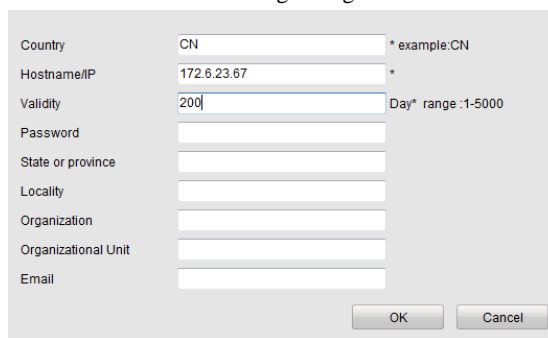 Country CN * example:CN
Hostname/IP 172.6.23.67 *
Validity 200 Day* range :1-5000
Password
State or province
Locality
Organization
Organizational Unit
Email
OK Cancel